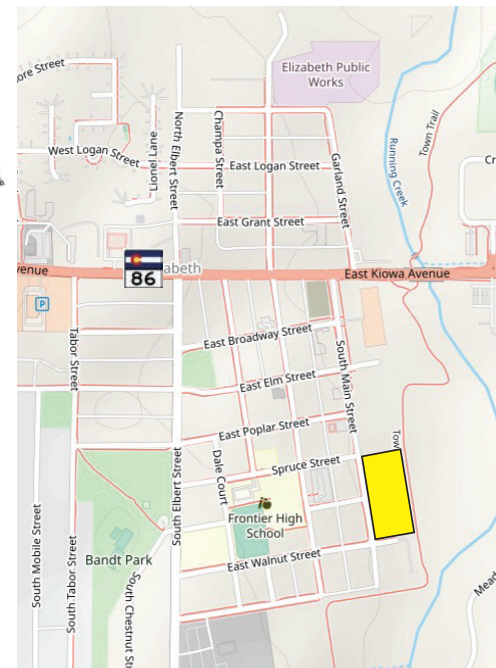 ore Street
Elizabeth Public
Works
West Logan Street
Lionel Lane
North Elbert Street
Champa Street
East Logan Street
Garland Street
Running Creek
Town Trail
Cr
East Grant Street
venue
86
abeth
East Kiowa Avenue
P
Tabor Street
East Broadway Street
South Main Street
East Elm Street
East Poplar Street
Tow
Spruce Street
Dale Court
South Elbert Street
Frontier High
School
East Walnut Street
Bandt Park
South Mobile Street
South Tabor Street
South Chestnut St
Mead